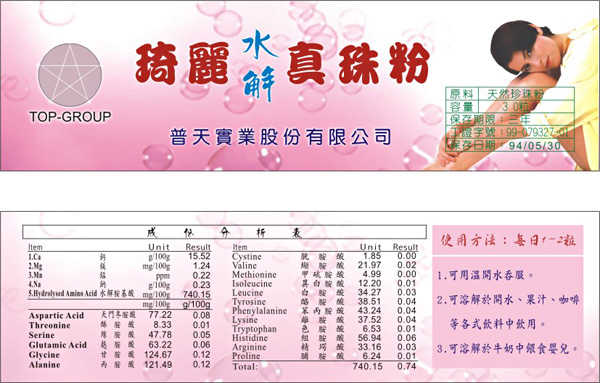 琦麗水解真珠粉
TOP-GROUP
普天實業股份有限公司
原料 天然珍珠粉
容量 30粒
保存期限：三年
工證字號：99-079327-01
保存日期：94/05/30
成份分析表
Item Unit Result
1.Ca 鈣 g/100g 15.52
2.Mg 鎂 mg/100g 1.24
3.Mn 錳 ppm 0.22
4.Na 鈉 g/100g 0.23
5.Hydrolysed Amino Acid 水解胺基酸 mg/100g 740.15
mg/100g g/100g
Aspartic Acid 天門冬胺酸 77.22 0.08
Threonine 酥胺酸 8.33 0.01
Serine 絲胺酸 47.78 0.05
Glutamic Acid 麩胺酸 63.22 0.06
Glycine 甘胺酸 124.67 0.12
Alanine 丙胺酸 121.49 0.12
Item Unit Result
Cystine 胱胺酸 1.85 0.00
Valine 纈胺酸 21.97 0.02
Methionine 甲硫胺酸 4.99 0.00
Isoleucine 異白胺酸 12.20 0.01
Leucine 白胺酸 34.27 0.03
Tyrosine 酪胺酸 38.51 0.04
Phenylalanine 苯丙胺酸 43.24 0.04
Lysine 離胺酸 37.52 0.04
Tryptophan 色胺酸 6.53 0.01
Histidine 組胺酸 56.94 0.06
Arginine 精胺酸 33.16 0.03
Proline 脯胺酸 6.24 0.01
Total: 740.15 0.74
使用方法：每日1-2粒
1.可用溫開水吞服。
2.可溶解於開水、果汁、咖啡
等各式飲料中飲用。
3.可溶解於牛奶中餵食嬰兒。